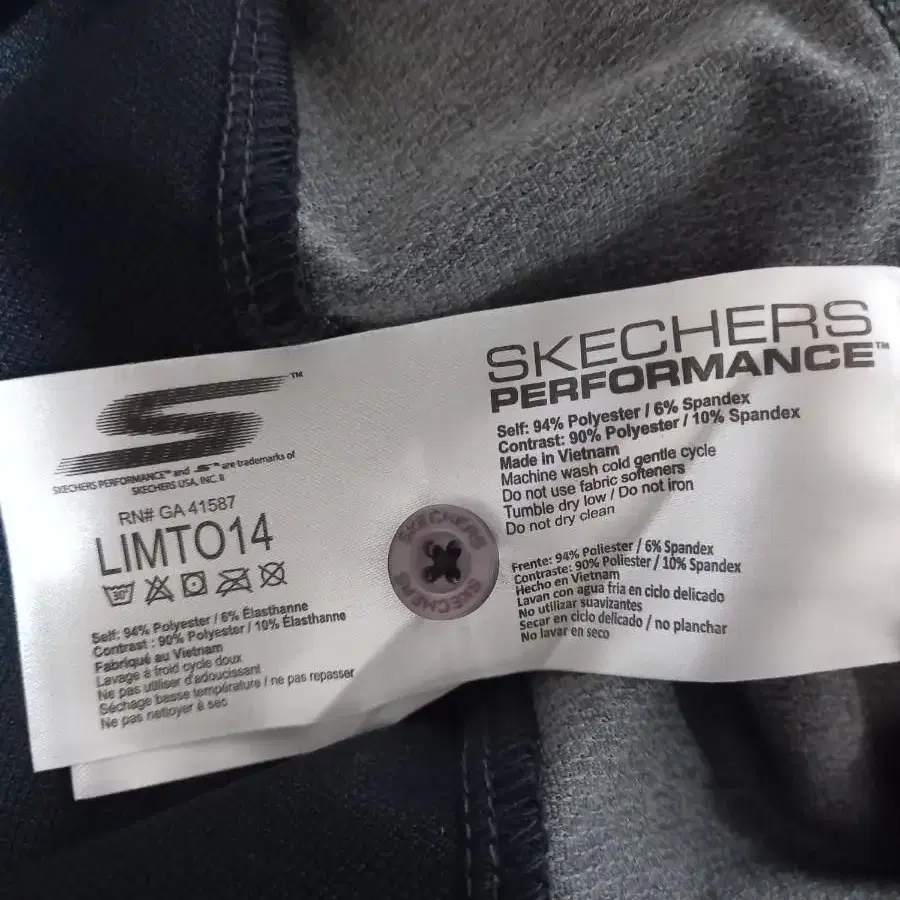 TM
SKECHERS PERFORMANCE™ and S™ are trademarks of
SKECHERS USA, INC. II
RN# GA 41587
LIMTO14
30°
Self: 94% Polyester / 6% Élasthanne
Contrast : 90% Polyester / 10% Élasthanne
Fabriqué au Vietnam
Lavage à froid cycle doux
Ne pas utiliser d'adoucissant
Séchage basse température / ne pas repasser
Ne pas nettoyer à sec
SKECHERS
SKECHERS
SKECHERS
PERFORMANCE™
Self: 94% Polyester / 6% Spandex
Contrast: 90% Polyester / 10% Spandex
Made in Vietnam
Machine wash cold gentle cycle
Do not use fabric softeners
Tumble dry low / Do not iron
Do not dry clean
Frente: 94% Poliester / 6% Spandex
Contraste: 90% Poliester / 10% Spandex
Hecho en Vietnam
Lavan con agua fria en ciclo delicado
No utilizar suavizantes
Secar en ciclo delicado / no planchar
No lavar en seco